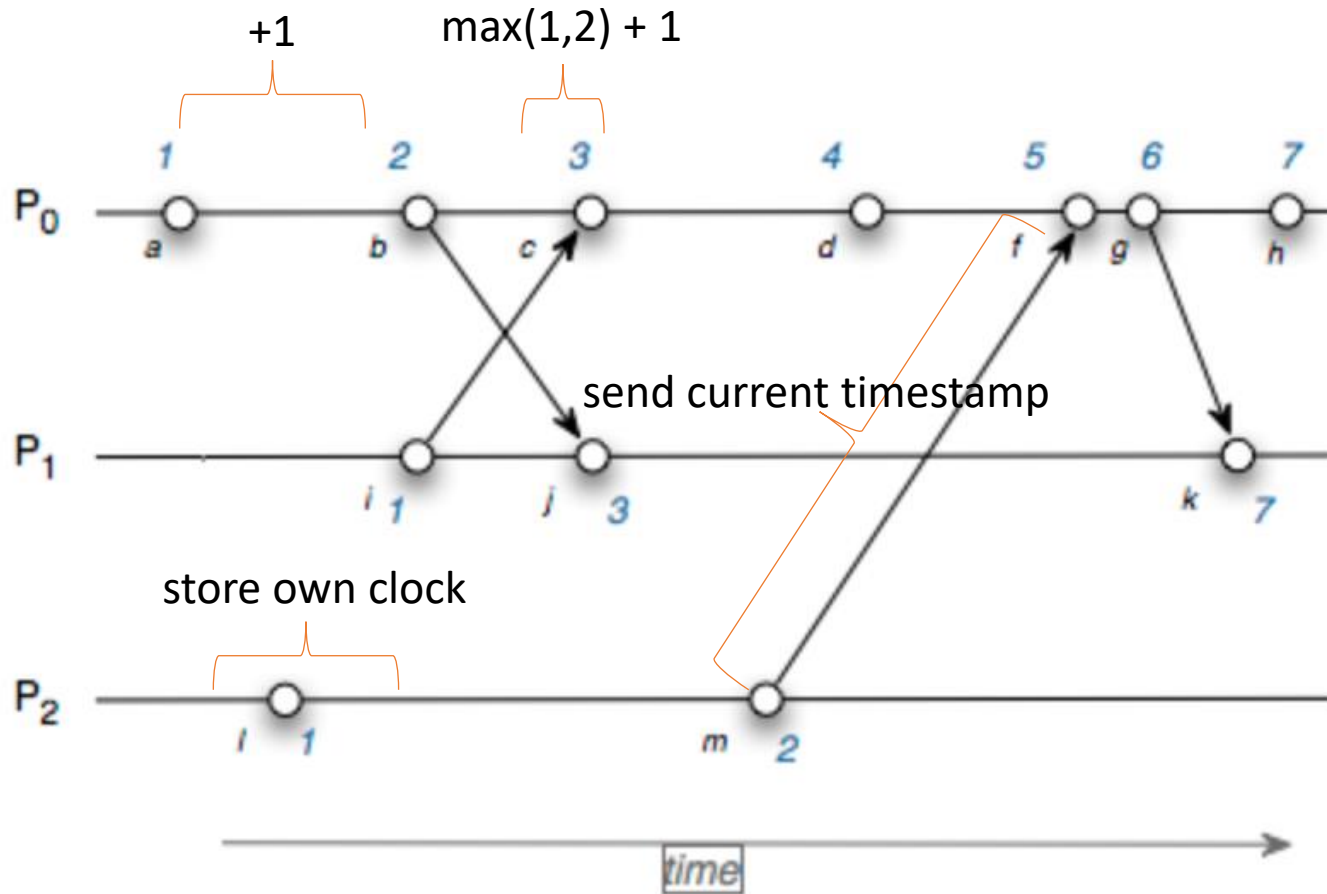 +1
max(1,2) + 1
1 2 3 4 5 6 7
P0
a b c d f g h
send current timestamp
P1
i 1 j 3 k 7
store own clock
P2
l 1 m 2
time